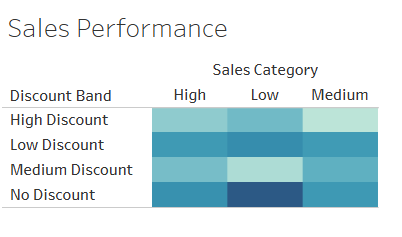 Sales Performance
Sales Category
Discount Band High Low Medium
High Discount
Low Discount
Medium Discount
No Discount